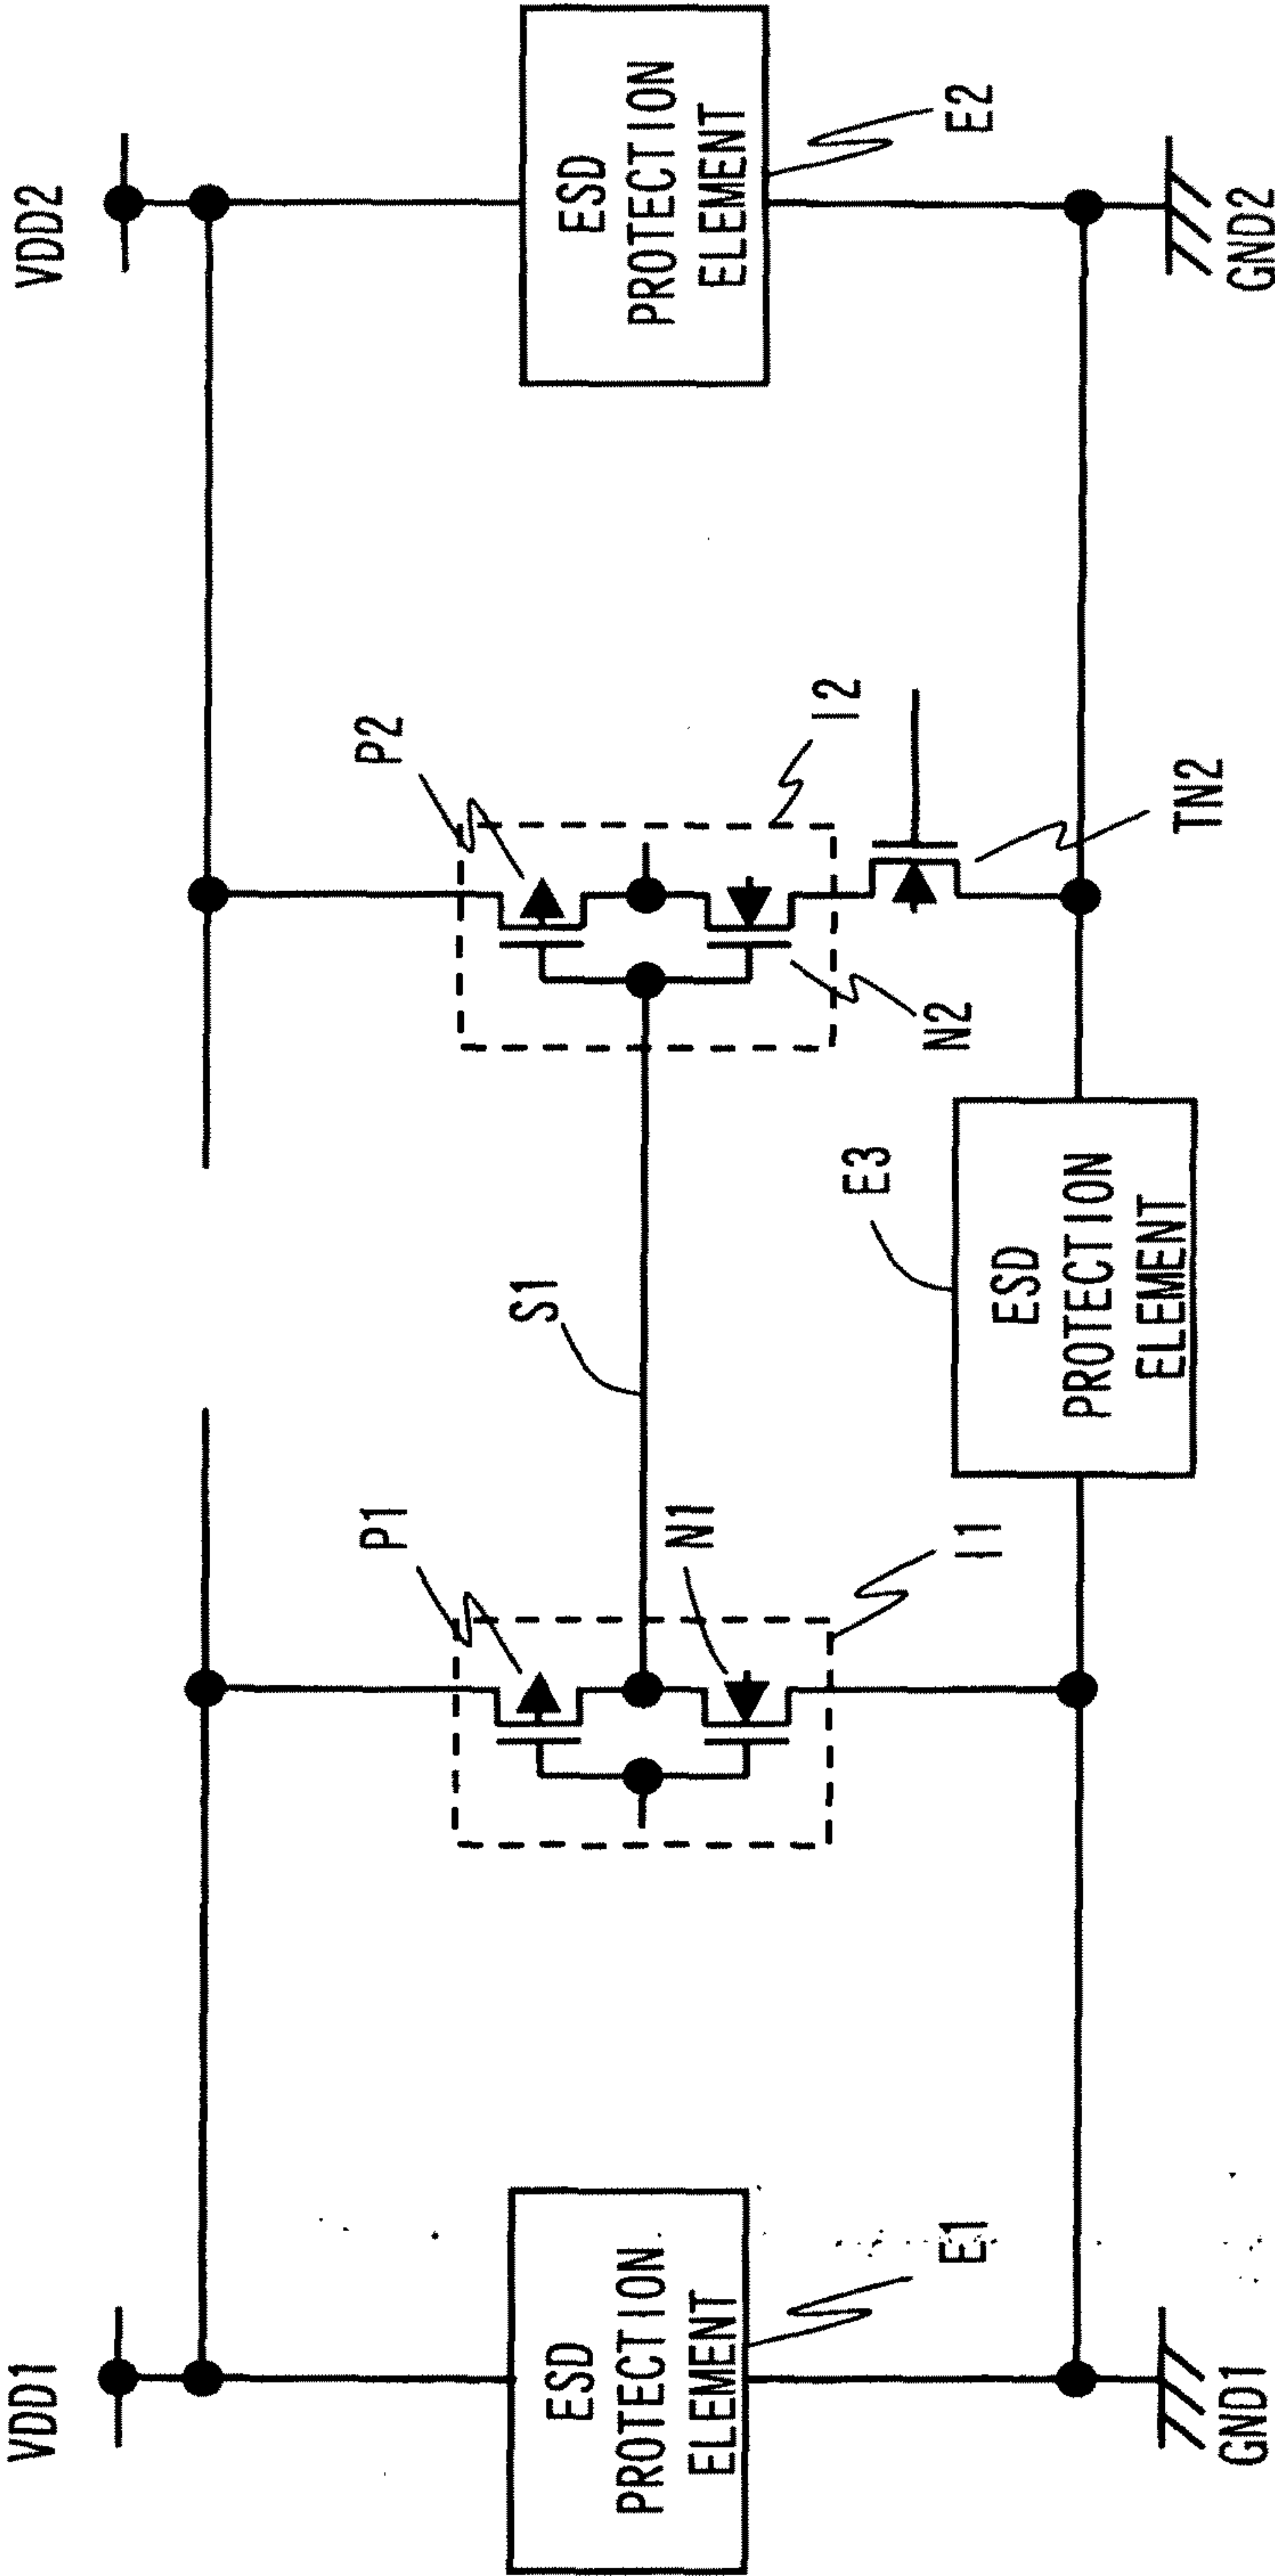 VDD1
VDD2
P1
P2
S1
N1
I1
I2
N2
TN2
ESD
PROTECTION
ELEMENT
E1
ESD
PROTECTION
ELEMENT
E3
ESD
PROTECTION
ELEMENT
E2
GND1
GND2